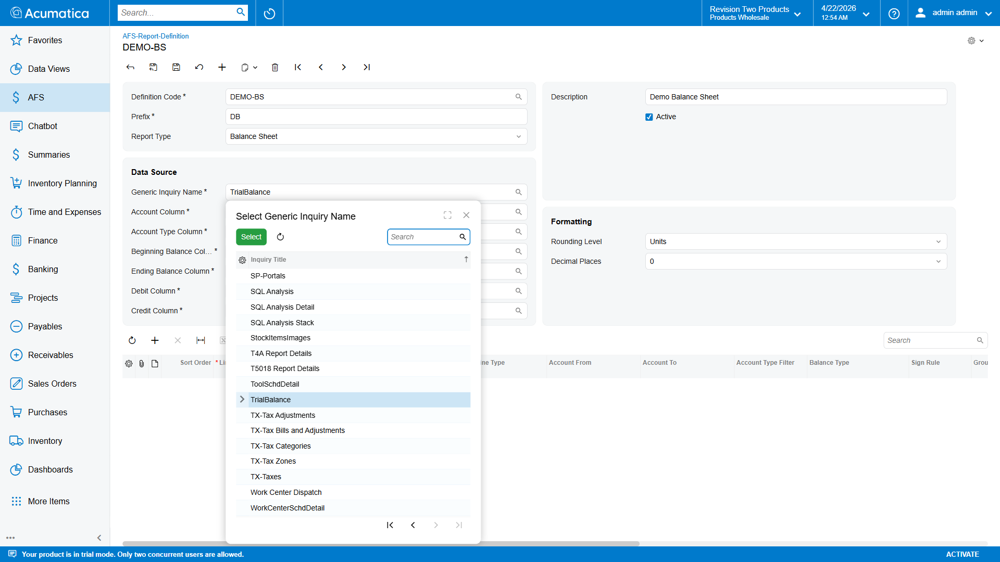 Acumatica
Search...
Revision Two Products
Products Wholesale
4/22/2026
12:54 AM
admin admin
Favorites
Data Views
AFS
Chatbot
Summaries
Inventory Planning
Time and Expenses
Finance
Banking
Projects
Payables
Receivables
Sales Orders
Purchases
Inventory
Dashboards
More Items
AFS-Report-Definition
DEMO-BS
Definition Code *
DEMO-BS
Prefix *
DB
Report Type
Balance Sheet
Description
Demo Balance Sheet
Active
Data Source
Generic Inquiry Name *
TrialBalance
Account Column *
Account Type Column *
Beginning Balance Col... *
Ending Balance Column *
Debit Column *
Credit Column *
Formatting
Rounding Level
Units
Decimal Places
0
Select Generic Inquiry Name
Select
Search
Inquiry Title
SP-Portals
SQL Analysis
SQL Analysis Detail
SQL Analysis Stack
StockItemsImages
T4A Report Details
T5018 Report Details
ToolSchdDetail
TrialBalance
TX-Tax Adjustments
TX-Tax Bills and Adjustments
TX-Tax Categories
TX-Tax Zones
TX-Taxes
Work Center Dispatch
WorkCenterSchdDetail
Search
Sort Order
* Li
ne Type
Account From
Account To
Account Type Filter
Balance Type
Sign Rule
Grou
Your product is in trial mode. Only two concurrent users are allowed.
ACTIVATE